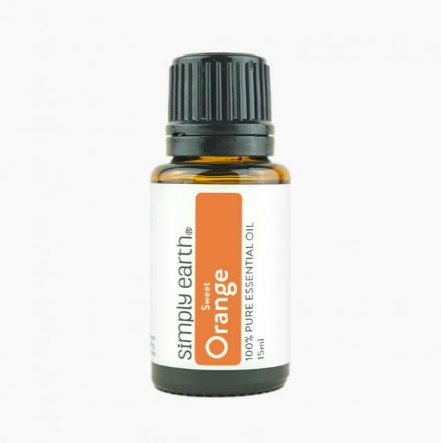 simply earth®
Sweet
Orange
100% PURE ESSENTIAL OIL
15ml